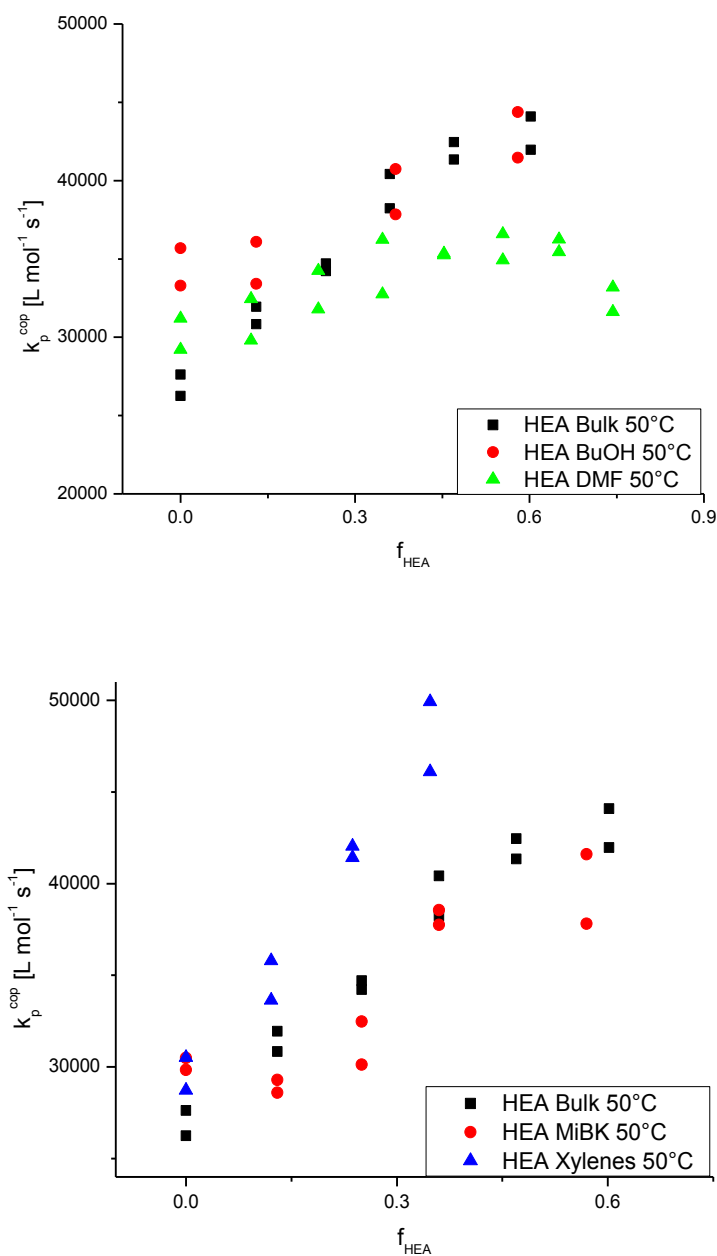 50000
40000
30000
20000
k_p^cop [L mol^-1 s^-1]
HEA Bulk 50°C
HEA BuOH 50°C
HEA DMF 50°C
0.0 0.3 0.6 0.9
f_HEA
50000
40000
30000
k_p^cop [L mol^-1 s^-1]
HEA Bulk 50°C
HEA MiBK 50°C
HEA Xylenes 50°C
0.0 0.3 0.6
f_HEA